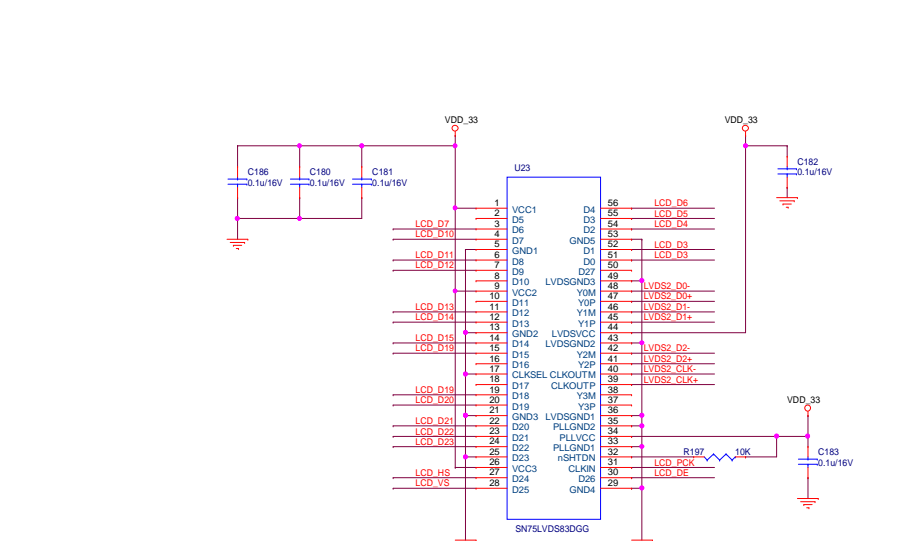 VDD_33
VDD_33
C186
0.1u/16V
C180
0.1u/16V
C181
0.1u/16V
C182
0.1u/16V
U23
1 VCC1 D4 56 LCD_D6
2 D5 D3 55 LCD_D5
LCD_D7 3 D6 D2 54 LCD_D4
LCD_D10 4 D7 GND5 53
5 GND1 D1 52 LCD_D3
LCD_D11 6 D8 D0 51 LCD_D3
LCD_D12 7 D9 D27 50
8 D10 LVDSGND3 49
9 VCC2 Y0M 48 LVDS2_D0-
10 D11 Y0P 47 LVDS2_D0+
LCD_D13 11 D12 Y1M 46 LVDS2_D1-
LCD_D14 12 D13 Y1P 45 LVDS2_D1+
13 GND2 LVDSVCC 44
LCD_D15 14 D14 LVDSGND2 43
LCD_D19 15 D15 Y2M 42 LVDS2_D2-
16 D16 Y2P 41 LVDS2_D2+
17 CLKSEL CLKOUTM 40 LVDS2_CLK-
18 D17 CLKOUTP 39 LVDS2_CLK+
LCD_D19 19 D18 Y3M 38
LCD_D20 20 D19 Y3P 37
21 GND3 LVDSGND1 36
LCD_D21 22 D20 PLLGND2 35
LCD_D22 23 D21 PLLVCC 34
LCD_D23 24 D22 PLLGND1 33
25 D23 nSHTDN 32 R197 10K
26 VCC3 CLKIN 31 LCD_PCK
LCD_HS 27 D24 D26 30 LCD_DE
LCD_VS 28 D25 GND4 29
VDD_33
C183
0.1u/16V
SN75LVDS83DGG